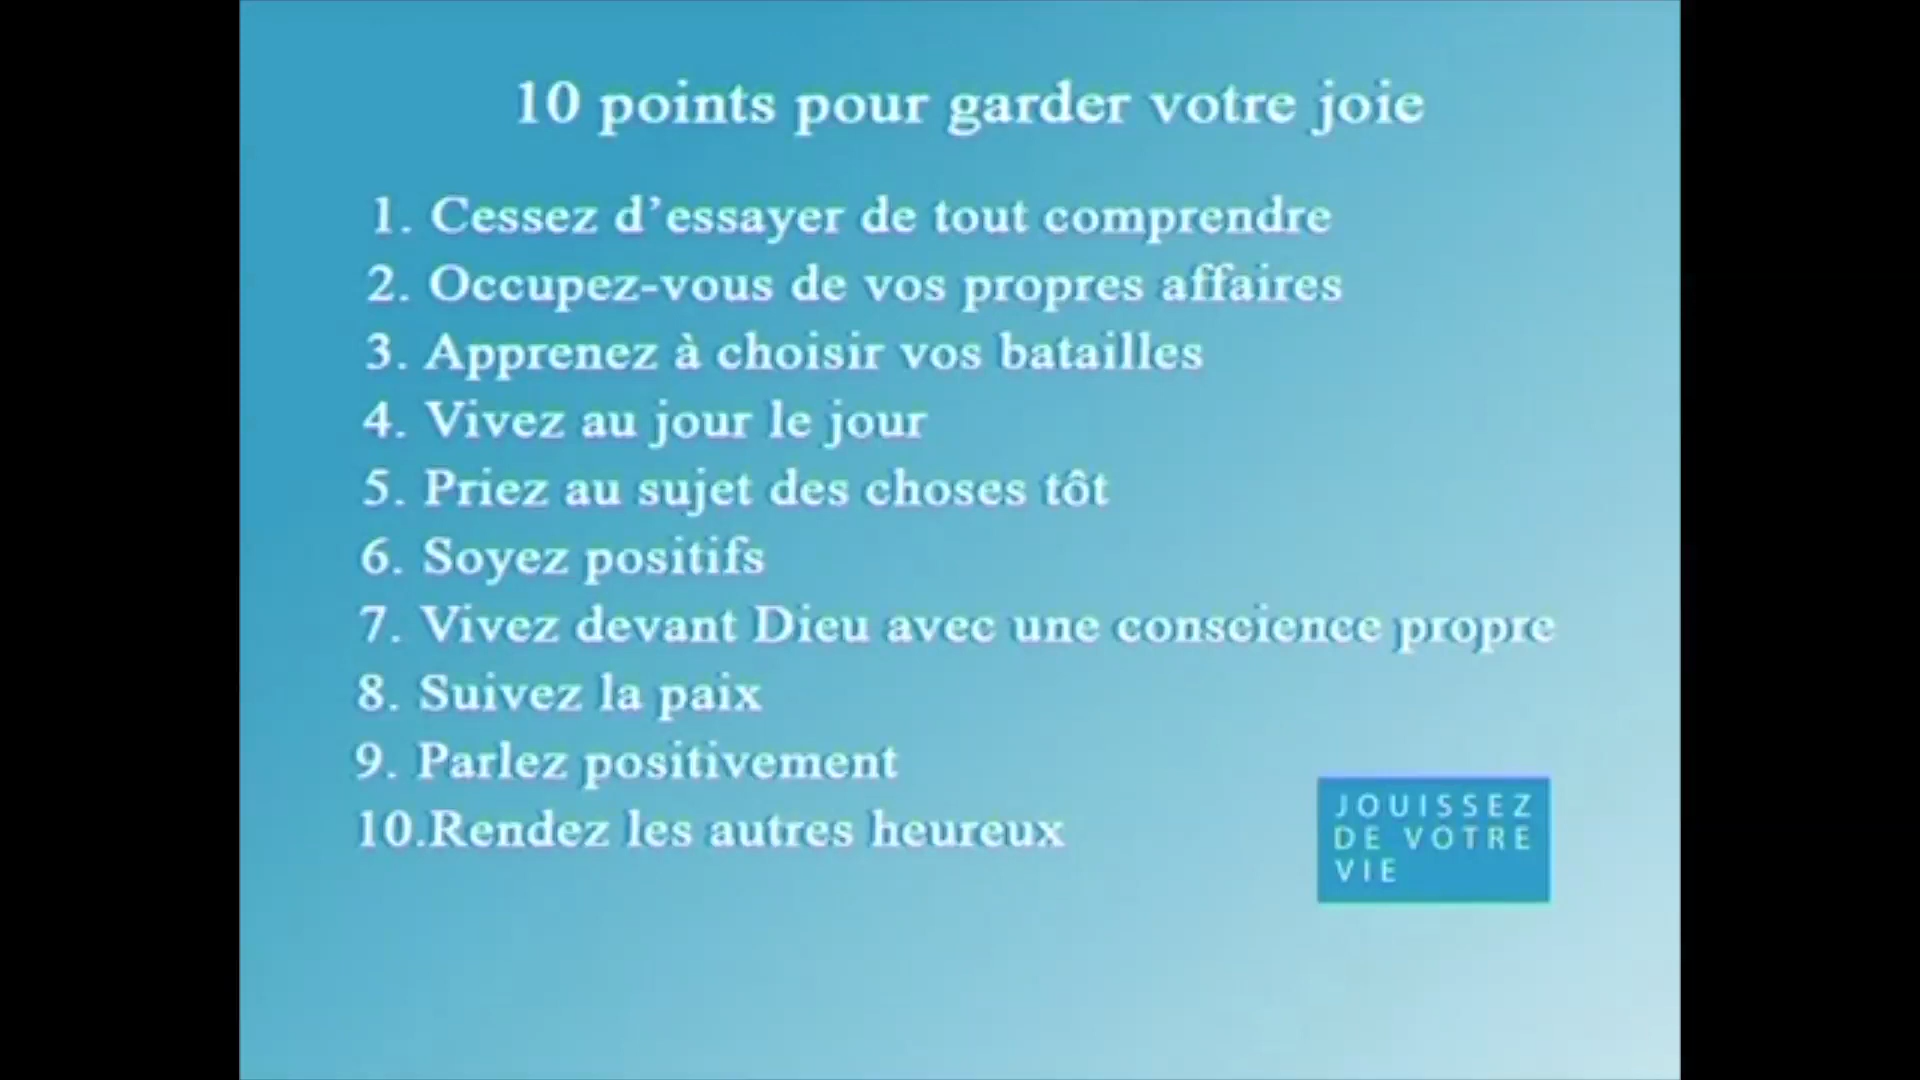 10 points pour garder votre joie
1. Cessez d’essayer de tout comprendre
2. Occupez-vous de vos propres affaires
3. Apprenez à choisir vos batailles
4. Vivez au jour le jour
5. Priez au sujet des choses tôt
6. Soyez positifs
7. Vivez devant Dieu avec une conscience propre
8. Suivez la paix
9. Parlez positivement
10.Rendez les autres heureux
JOUISSEZ
DE VOTRE
VIE